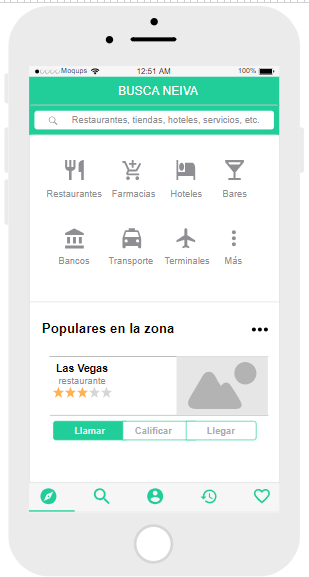 Moqups
12:51 AM
100%
BUSCA NEIVA
Restaurantes, tiendas, hoteles, servicios, etc.
Restaurantes Farmacias Hoteles Bares
Bancos Transporte Terminales Más
Populares en la zona
Las Vegas
restaurante
Llamar Calificar Llegar